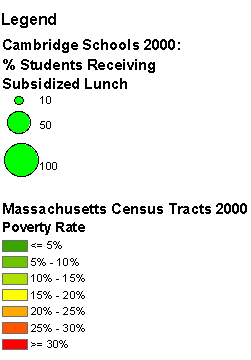 Legend
Cambridge Schools 2000:
% Students Receiving
Subsidized Lunch
10
50
100
Massachusetts Census Tracts 2000
Poverty Rate
<= 5%
5% - 10%
10% - 15%
15% - 20%
20% - 25%
25% - 30%
>= 30%